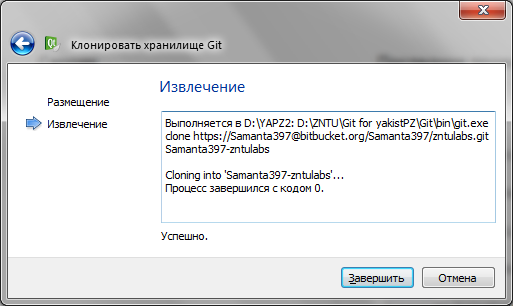 Клонировать хранилище Git
Извлечение
Размещение
Извлечение
Выполняется в D:\YAPZ2: D:\ZNTU\Git for yakistPZ\Git\bin\git.exe
clone https://Samanta397@bitbucket.org/Samanta397/zntulabs.git
Samanta397-zntulabs
Cloning into 'Samanta397-zntulabs'...
Процесс завершился с кодом 0.
Успешно.
Завершить
Отмена